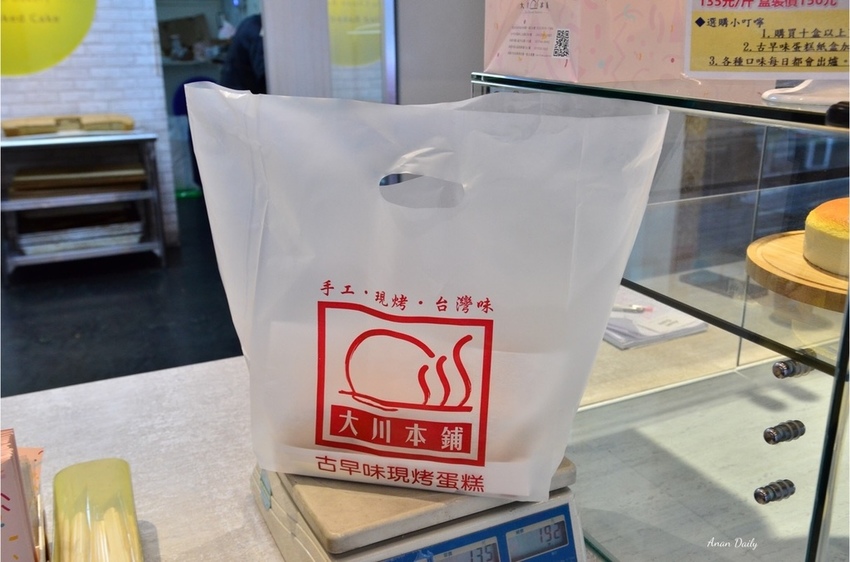 ked Cake
135元/斤 盒裝價150元
◆選購小叮嚀
1. 購買十盒以上
2. 古早味蛋糕紙盒加
3. 各種口味每日都會出爐,
手工・現烤・台灣味
大川本鋪
古早味現烤蛋糕
135
192
Anan Daily